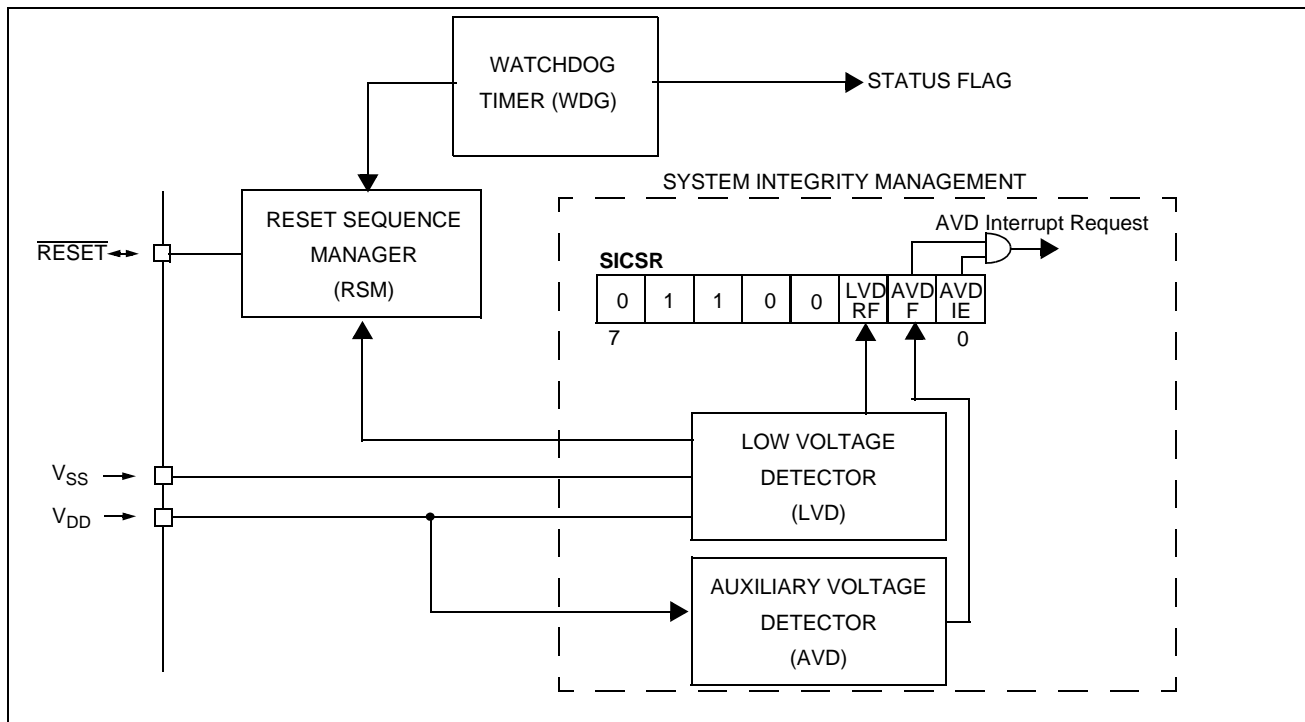 WATCHDOG
TIMER (WDG)
STATUS FLAG
SYSTEM INTEGRITY MANAGEMENT
RESET SEQUENCE
MANAGER
(RSM)
AVD Interrupt Request
RESET
SICSR
0 1 1 0 0 LVD RF AVD F AVD IE
7 0
LOW VOLTAGE
DETECTOR
(LVD)
VSS
VDD
AUXILIARY VOLTAGE
DETECTOR
(AVD)